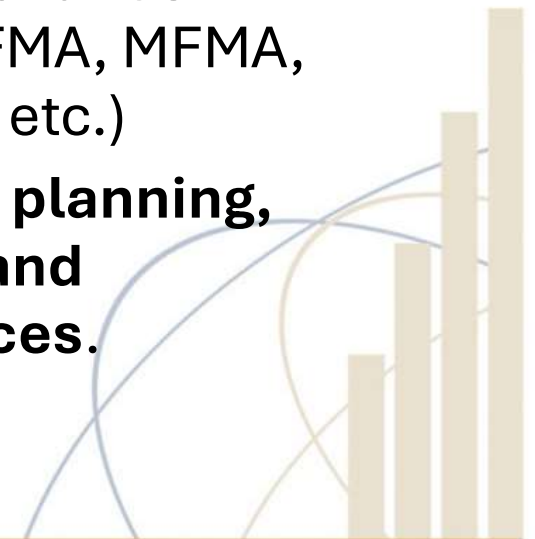 FMA, MFMA,
etc.)
planning,
and
ces.